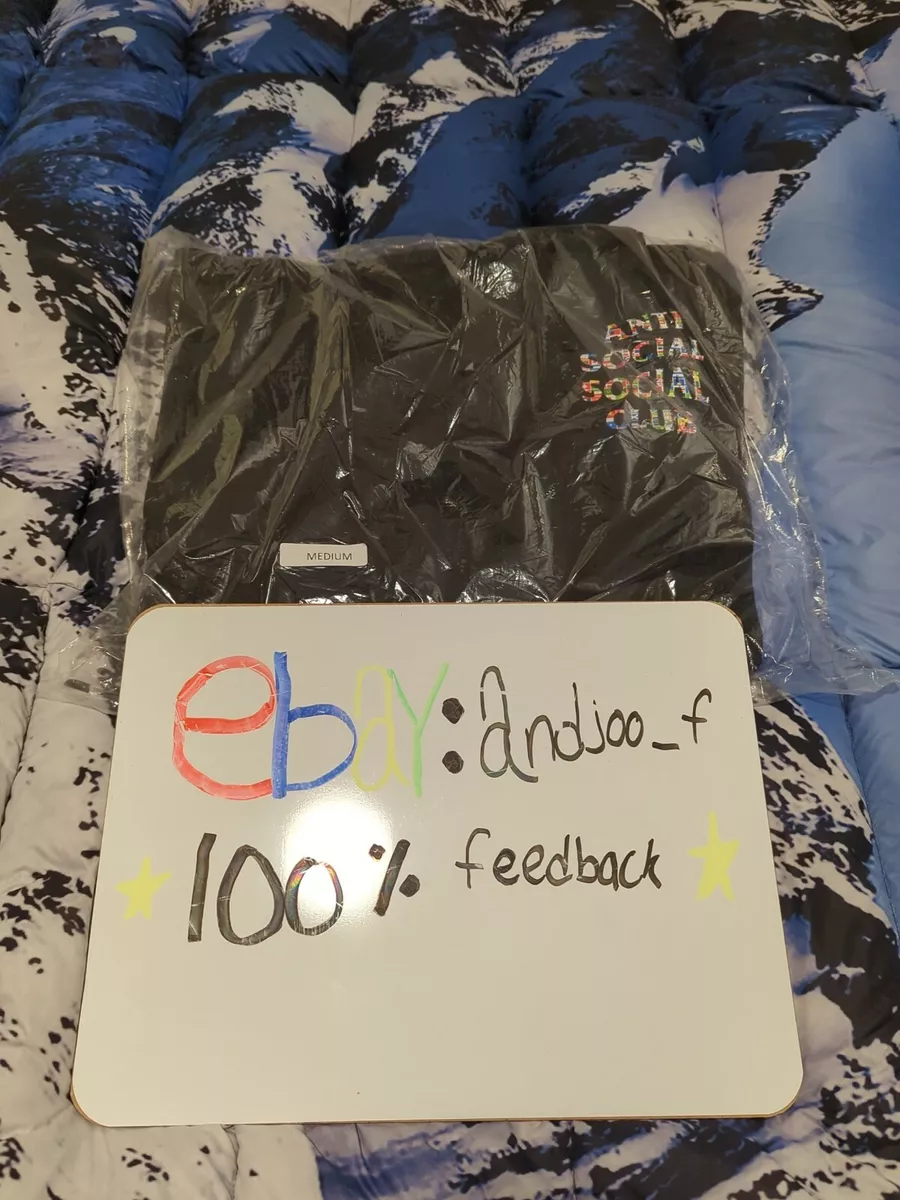 ANTI
SOCIAL
SOCIAL
CLUB
MEDIUM
ebay:andjoo_f
100% feedback